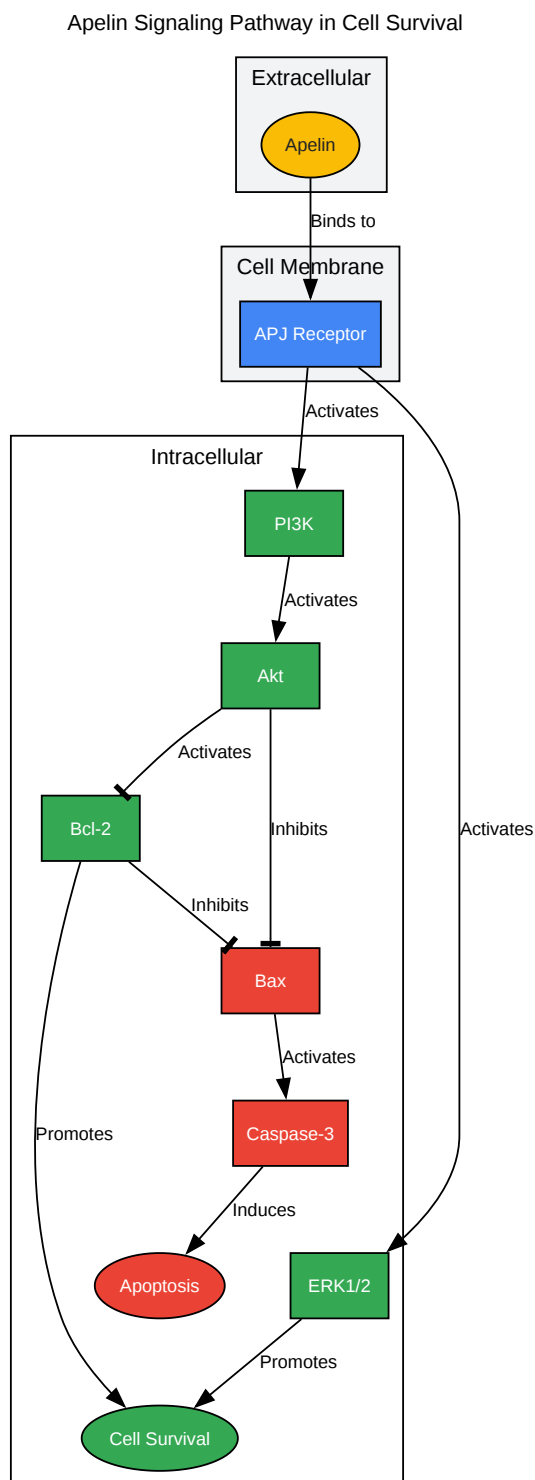 Apelin Signaling Pathway in Cell Survival
Extracellular
Apelin
Binds to
Cell Membrane
APJ Receptor
Activates
Intracellular
PI3K
Activates
Akt
Activates
Bcl-2
Inhibits
Activates
Inhibits
Bax
Activates
Promotes
Caspase-3
Induces
Apoptosis
ERK1/2
Promotes
Cell Survival